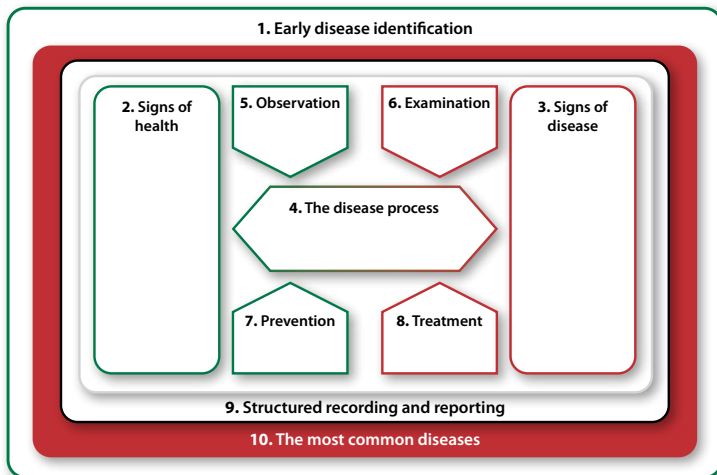 1. Early disease identification
2. Signs of
health
5. Observation
6. Examination
3. Signs of
disease
4. The disease process
7. Prevention
8. Treatment
9. Structured recording and reporting
10. The most common diseases